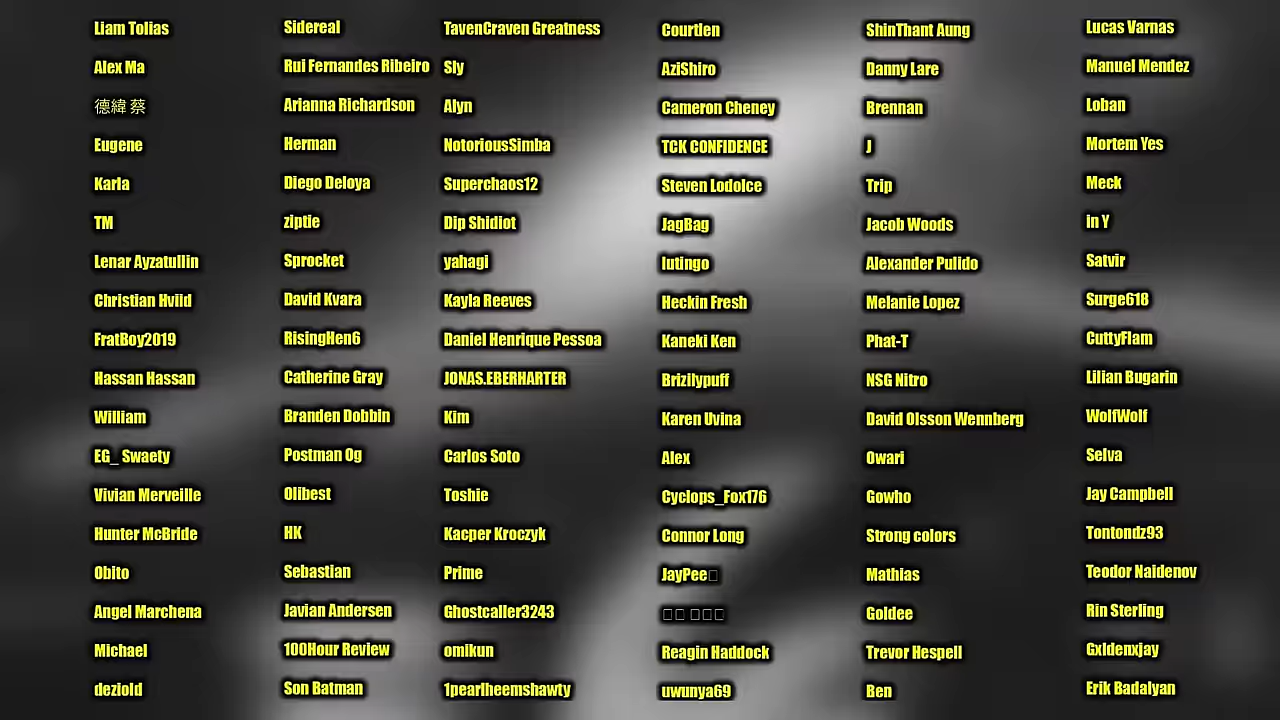 Liam Tolias
Alex Ma
德緯 蔡
Eugene
Karla
TM
Lenar Ayzatullin
Christian Hviid
FratBoy2019
Hassan Hassan
William
EG_ Swaety
Vivian Merveille
Hunter McBride
Obito
Angel Marchena
Michael
deziold
Sidereal
Rui Fernandes Ribeiro
Arianna Richardson
Herman
Diego Deloya
ziptie
Sprocket
David Kvara
RisingHen6
Catherine Gray
Branden Dobbin
Postman Og
Olibest
HK
Sebastian
Javian Andersen
100Hour Review
Son Batman
TavenCraven Greatness
Sly
Alyn
NotoriousSimba
Superchaos12
Dip Shidiot
yahagi
Kayla Reeves
Daniel Henrique Pessoa
JONAS.EBERHARTER
Kim
Carlos Soto
Toshie
Kacper Kroczyk
Prime
Ghostcaller3243
omikun
1pearlheemshawty
Courtlen
AziShiro
Cameron Cheney
TCK CONFIDENCE
Steven Lodolce
JagBag
lutingo
Heckin Fresh
Kaneki Ken
Brizilypuff
Karen Uvina
Alex
Cyclops_Fox176
Connor Long
JayPee
Reagin Haddock
uwunya69
ShinThant Aung
Danny Lare
Brennan
J
Trip
Jacob Woods
Alexander Pulido
Melanie Lopez
Phat-T
NSG Nitro
David Olsson Wennberg
Owari
Gowho
Strong colors
Mathias
Goldee
Trevor Hespell
Ben
Lucas Varnas
Manuel Mendez
Loban
Mortem Yes
Meck
in Y
Satvir
Surge618
CuttyFlam
Lilian Bugarin
WolfWolf
Selva
Jay Campbell
Tontondz93
Teodor Naidenov
Rin Sterling
Gxldenxjay
Erik Badalyan